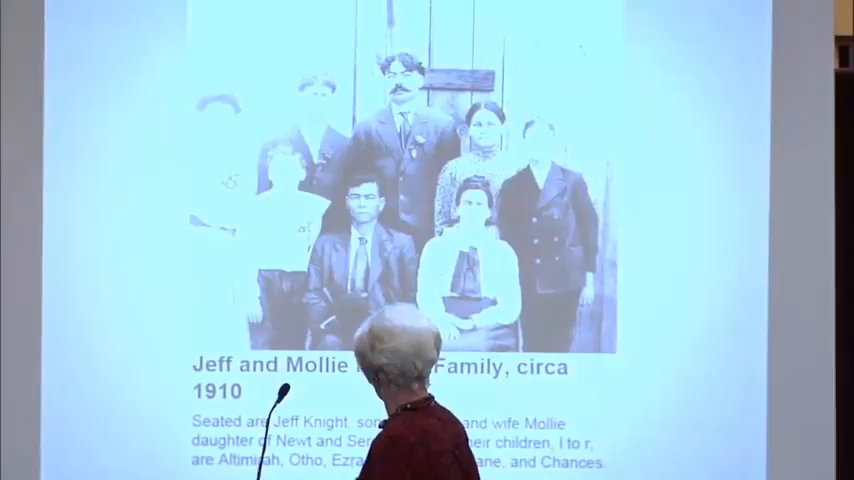 Jeff and Mollie Family, circa
1910
Seated are Jeff Knight son and wife Mollie
daughter of Newt and Ser their children, l to r,
are Altimirah, Otho, Ezra ane, and Chances.